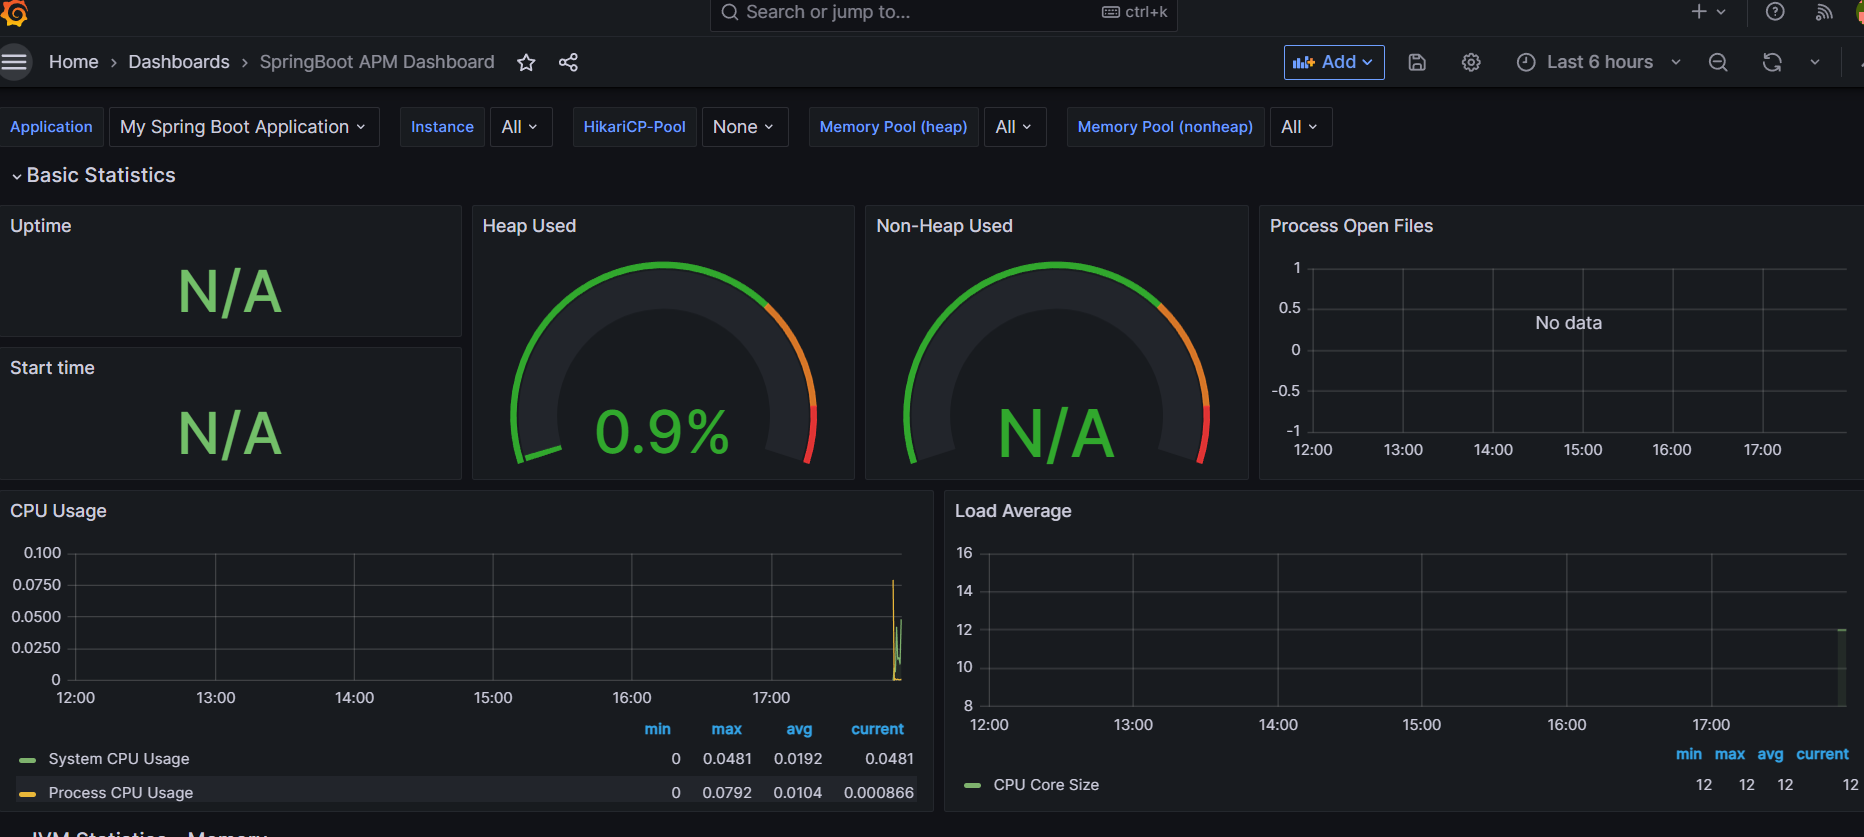 Search or jump to... ctrl+k
Home › Dashboards › SpringBoot APM Dashboard
Add
Last 6 hours
Application My Spring Boot Application Instance All HikariCP-Pool None Memory Pool (heap) All Memory Pool (nonheap) All
Basic Statistics
Uptime
N/A
Start time
N/A
Heap Used
0.9%
Non-Heap Used
N/A
Process Open Files
1
0.5
0
-0.5
-1
No data
12:00 13:00 14:00 15:00 16:00 17:00
CPU Usage
0.100
0.0750
0.0500
0.0250
0
12:00 13:00 14:00 15:00 16:00 17:00
min max avg current
System CPU Usage 0 0.0481 0.0192 0.0481
Process CPU Usage 0 0.0792 0.0104 0.000866
Load Average
16
14
12
10
8
12:00 13:00 14:00 15:00 16:00 17:00
min max avg current
CPU Core Size 12 12 12 12
JVM Statistics - Memory